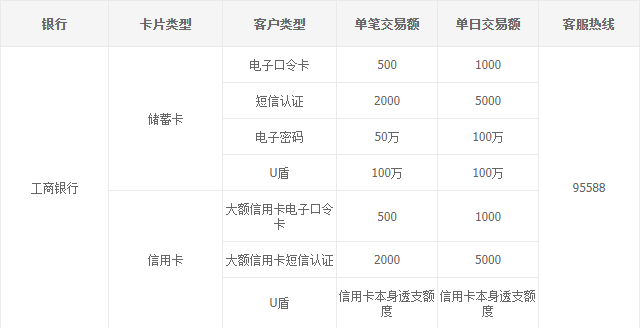 银行 卡片类型 客户类型 单笔交易额 单日交易额 客服热线
工商银行 储蓄卡 电子口令卡 500 1000 95588
短信认证 2000 5000
电子密码 50万 100万
U盾 100万 100万
信用卡 大额信用卡电子口令
卡 500 1000
大额信用卡短信认证 2000 5000
U盾 信用卡本身透支额 信用卡本身透支额
度 度